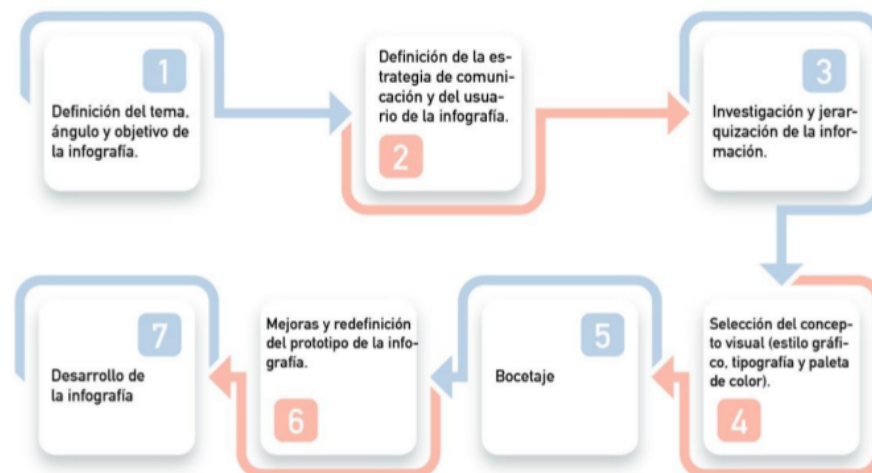 1
Definición del tema,
ángulo y objetivo de
la infografía.
Definición de la es-
trategia de comuni-
cación y del usua-
rio de la infografía.
2
3
Investigación y jerar-
quización de la infor-
mación.
Selección del concep-
to visual (estilo gráfi-
co, tipografía y paleta
de color).
4
5
Bocetaje
Mejoras y redefinición
del prototipo de la info-
grafía.
6
7
Desarrollo de
la infografía